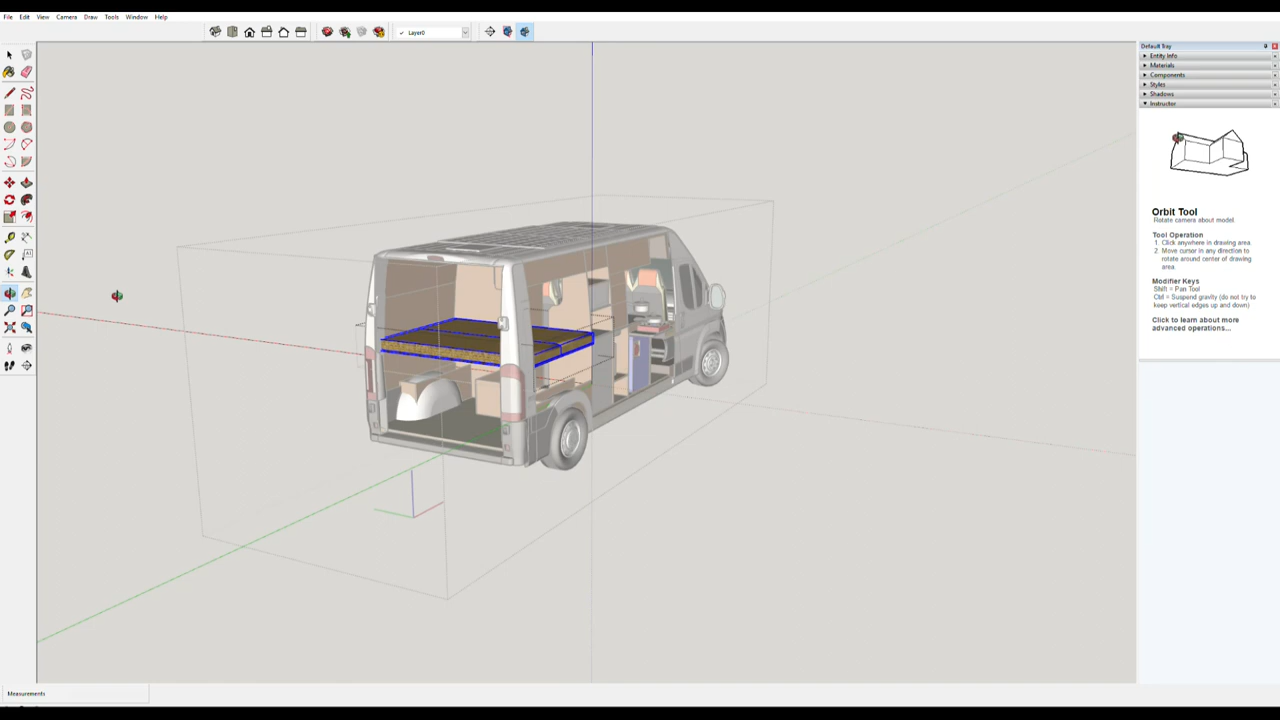 File Edit View Camera Draw Tools Window Help
Layer0
Default Tray
Entity Info
Materials
Components
Styles
Shadows
Instructor
Orbit Tool
Rotate camera about model.
Tool Operation
1. Click anywhere in drawing area.
2. Move cursor in any direction to
rotate around center of drawing
area.
Modifier Keys
Shift = Pan Tool
Ctrl = Suspend gravity (do not try to
keep vertical edges up and down)
Click to learn about more
advanced operations...
Measurements